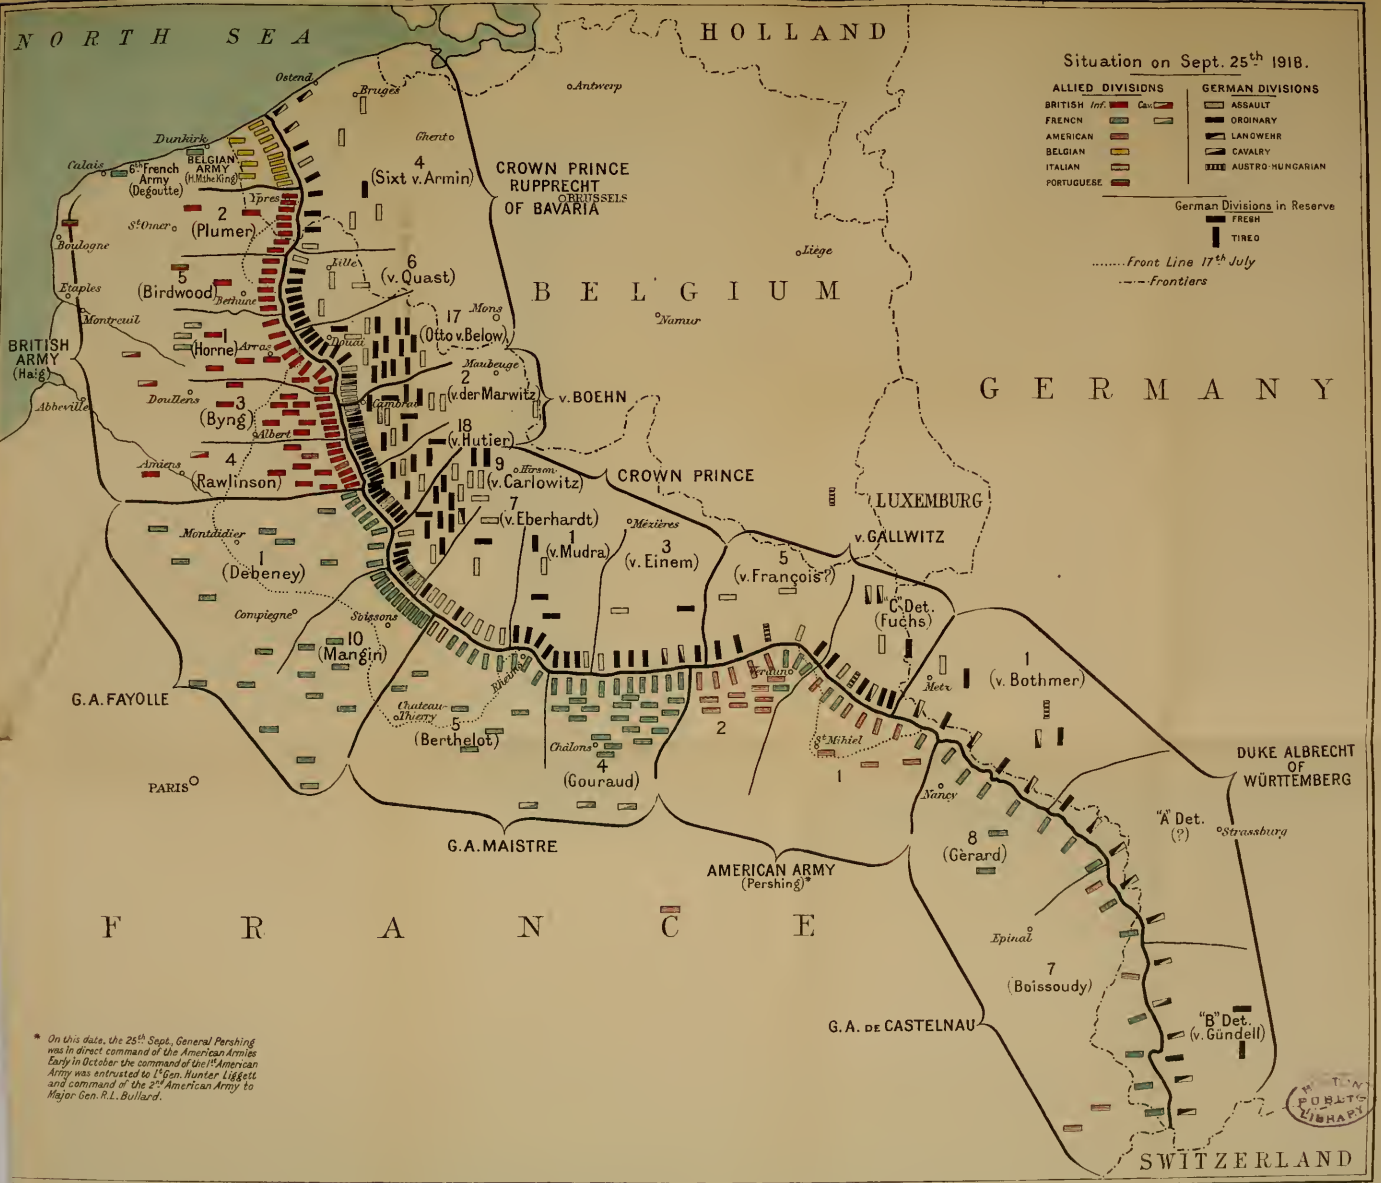 NORTH SEA
HOLLAND
Situation on Sept. 25th 1918.
ALLIED DIVISIONS
BRITISH Inf. Cav.
FRENCH
AMERICAN
BELGIAN
ITALIAN
PORTUGUESE
GERMAN DIVISIONS
ASSAULT
ORDINARY
LANDWEHR
CAVALRY
AUSTRO-HUNGARIAN
German Divisions in Reserve
FRESH
TIRED
Front Line 17th July
Frontiers
Ostend
Bruges
Antwerp
Dunkirk
Ghent
Calais
6th French
Army
(Degoutte)
BELGIAN
ARMY
(H.M. the King)
4
(Sixt v. Armin)
CROWN PRINCE
RUPPRECHT
OF BAVARIA
BRUSSELS
Ypres
2
(Plumer)
St Omer
Boulogne
Liége
Lille
6
(v. Quast)
5
(Birdwood)
Bethune
Etaples
Montreuil
BELGIUM
Mons
Namur
17
(Otto v. Below)
BRITISH
ARMY
(Haig)
1
(Horne)
Arras
Douai
Maubeuge
2
(v. der Marwitz)
v. BOEHN
GERMANY
Abbeville
Doullens
3
(Byng)
Albert
Cambrai
18
(v. Hutier)
Amiens
4
(Rawlinson)
9
(v. Carlowitz)
Hirson
CROWN PRINCE
LUXEMBURG
7
(v. Eberhardt)
Mézières
v. GALLWITZ
Montdidier
1
(Debeney)
1
(v. Mudra)
3
(v. Einem)
5
(v. François?)
"C" Det.
(Fuchs)
Compiegne
Soissons
10
(Mangin)
Rheims
Verdun
Metz
1
(v. Bothmer)
G.A. FAYOLLE
Chateau-
Thierry
5
(Berthelot)
Châlons
4
(Gouraud)
2
St Mihiel
1
DUKE ALBRECHT
OF
WÜRTTEMBERG
PARIS
Nancy
"A" Det.
(?)
Strassburg
G.A. MAISTRE
8
(Gèrard)
AMERICAN ARMY
(Pershing)*
FRANCE
Epinal
7
(Boissoudy)
G.A. DE CASTELNAU
"B" Det.
(v. Gündell)
* On this date, the 25th Sept., General Pershing
was in direct command of the American Armies
Early in October the command of the 1st American
Army was entrusted to Lt Gen. Hunter Liggett
and command of the 2nd American Army to
Major Gen. R.L. Bullard.
PUBLIC
LIBRARY
SWITZERLAND